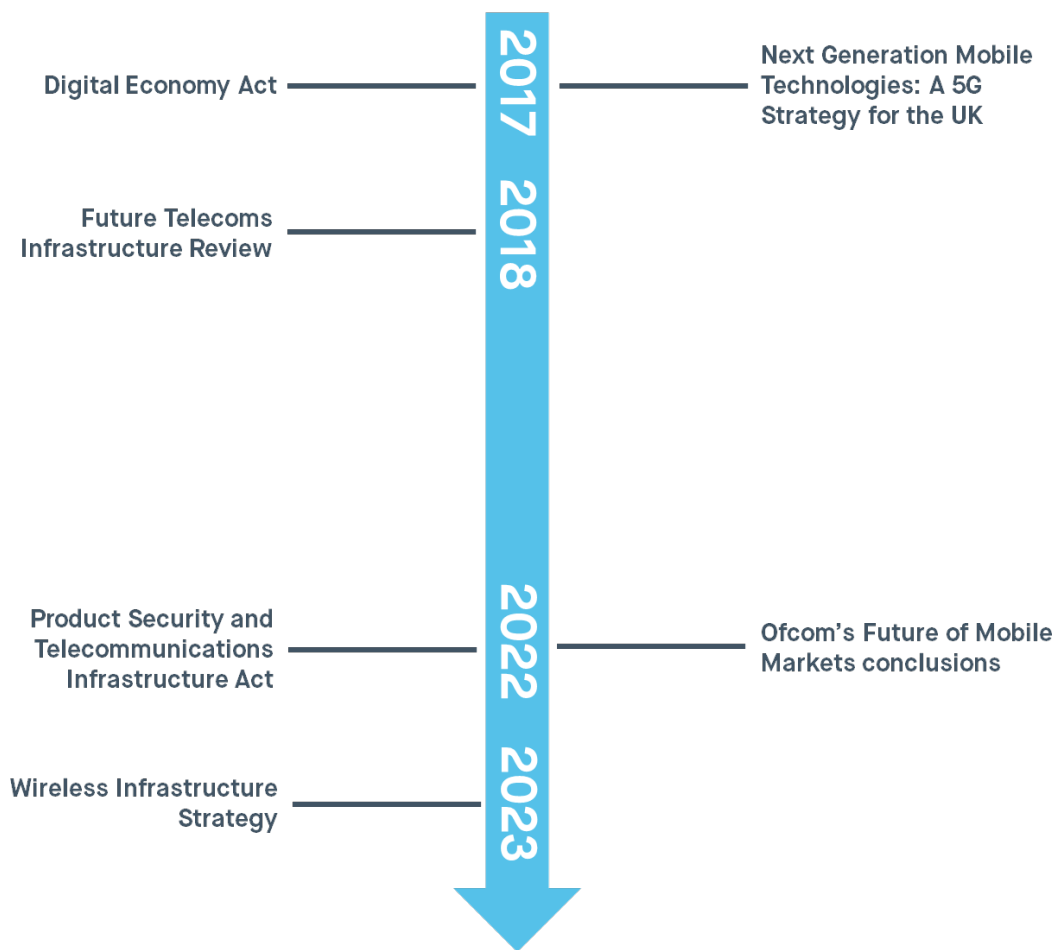 2017
Digital Economy Act
Next Generation Mobile
Technologies: A 5G
Strategy for the UK
2018
Future Telecoms
Infrastructure Review
2022
Product Security and
Telecommunications
Infrastructure Act
Ofcom’s Future of Mobile
Markets conclusions
2023
Wireless Infrastructure
Strategy